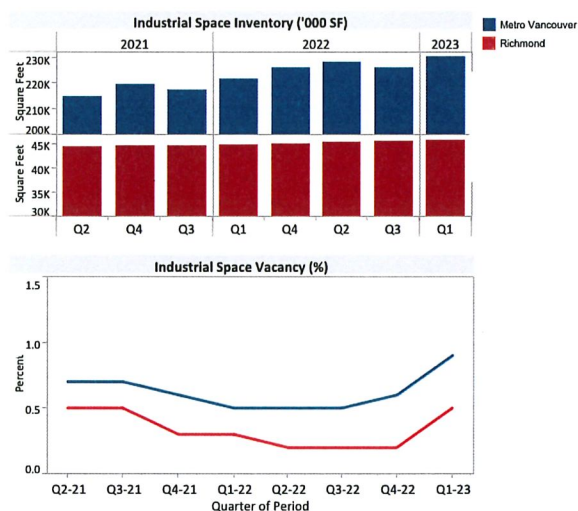 Industrial Space Inventory ('000 SF)
Metro Vancouver
Richmond
2021 2022 2023
Square Feet
230K
220K
210K
200K
Square Feet
45K
40K
35K
30K
Q2 Q4 Q3 Q1 Q4 Q2 Q3 Q1
Industrial Space Vacancy (%)
Percent
1.5
1.0
0.5
0.0
Q2-21 Q3-21 Q4-21 Q1-22 Q2-22 Q3-22 Q4-22 Q1-23
Quarter of Period